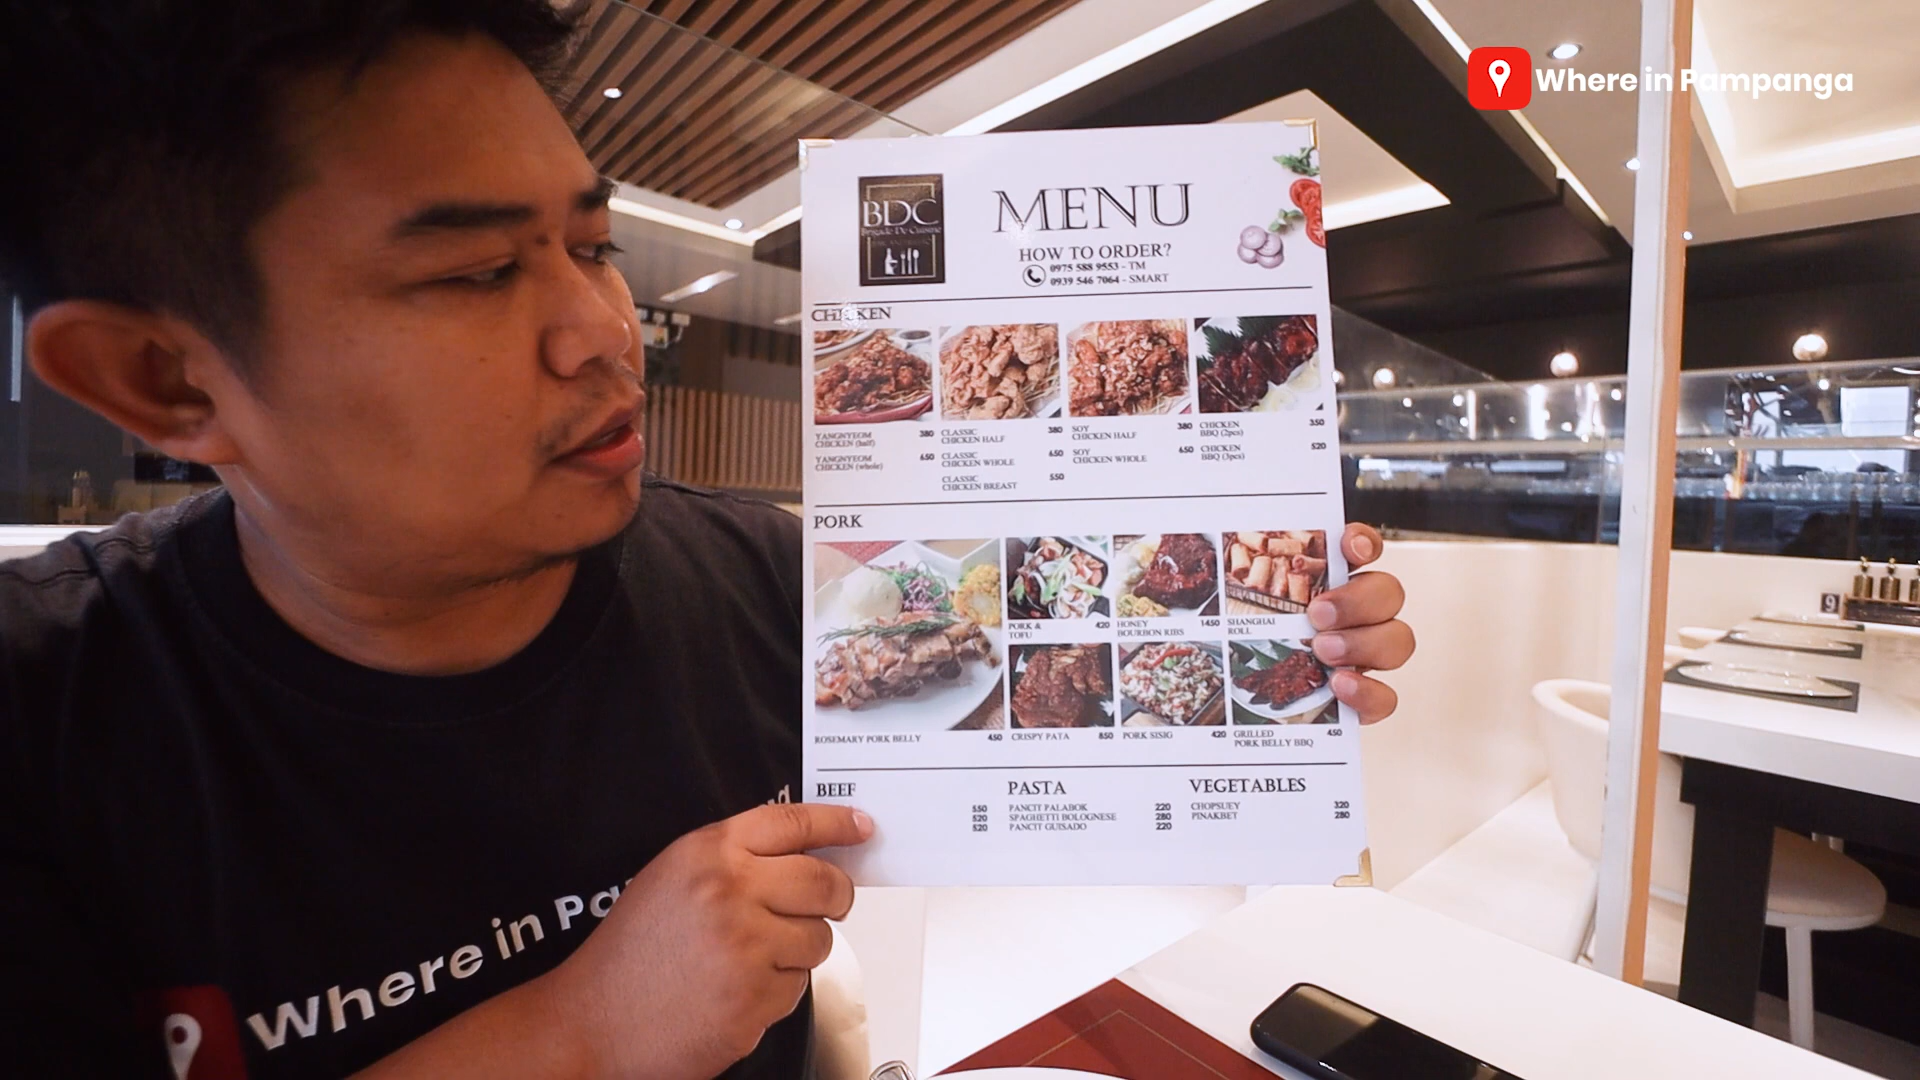 Where in Pampanga
BDC
Brigade De Cuisine
MENU
HOW TO ORDER?
0975 588 9553 - TM
0939 546 7064 - SMART
CHICKEN
YANGNYEOM CHICKEN (half) 380
YANGNYEOM CHICKEN (whole) 650
CLASSIC CHICKEN HALF 380
CLASSIC CHICKEN WHOLE 650
CLASSIC CHICKEN BREAST 550
SOY CHICKEN HALF 380
SOY CHICKEN WHOLE 650
CHICKEN BBQ (2pcs) 350
CHICKEN BBQ (3pcs) 520
PORK
PORK & TOFU 420
HONEY BOURBON RIBS 1450
SHANGHAI ROLL
ROSEMARY PORK BELLY 450
CRISPY PATA 850
PORK SISIG 420
GRILLED PORK BELLY BBQ 450
BEEF
550
520
520
PASTA
PANCIT PALABOK 220
SPAGHETTI BOLOGNESE 280
PANCIT GUISADO 220
VEGETABLES
CHOPSUEY 320
PINAKBET 280
Where in Pa
9